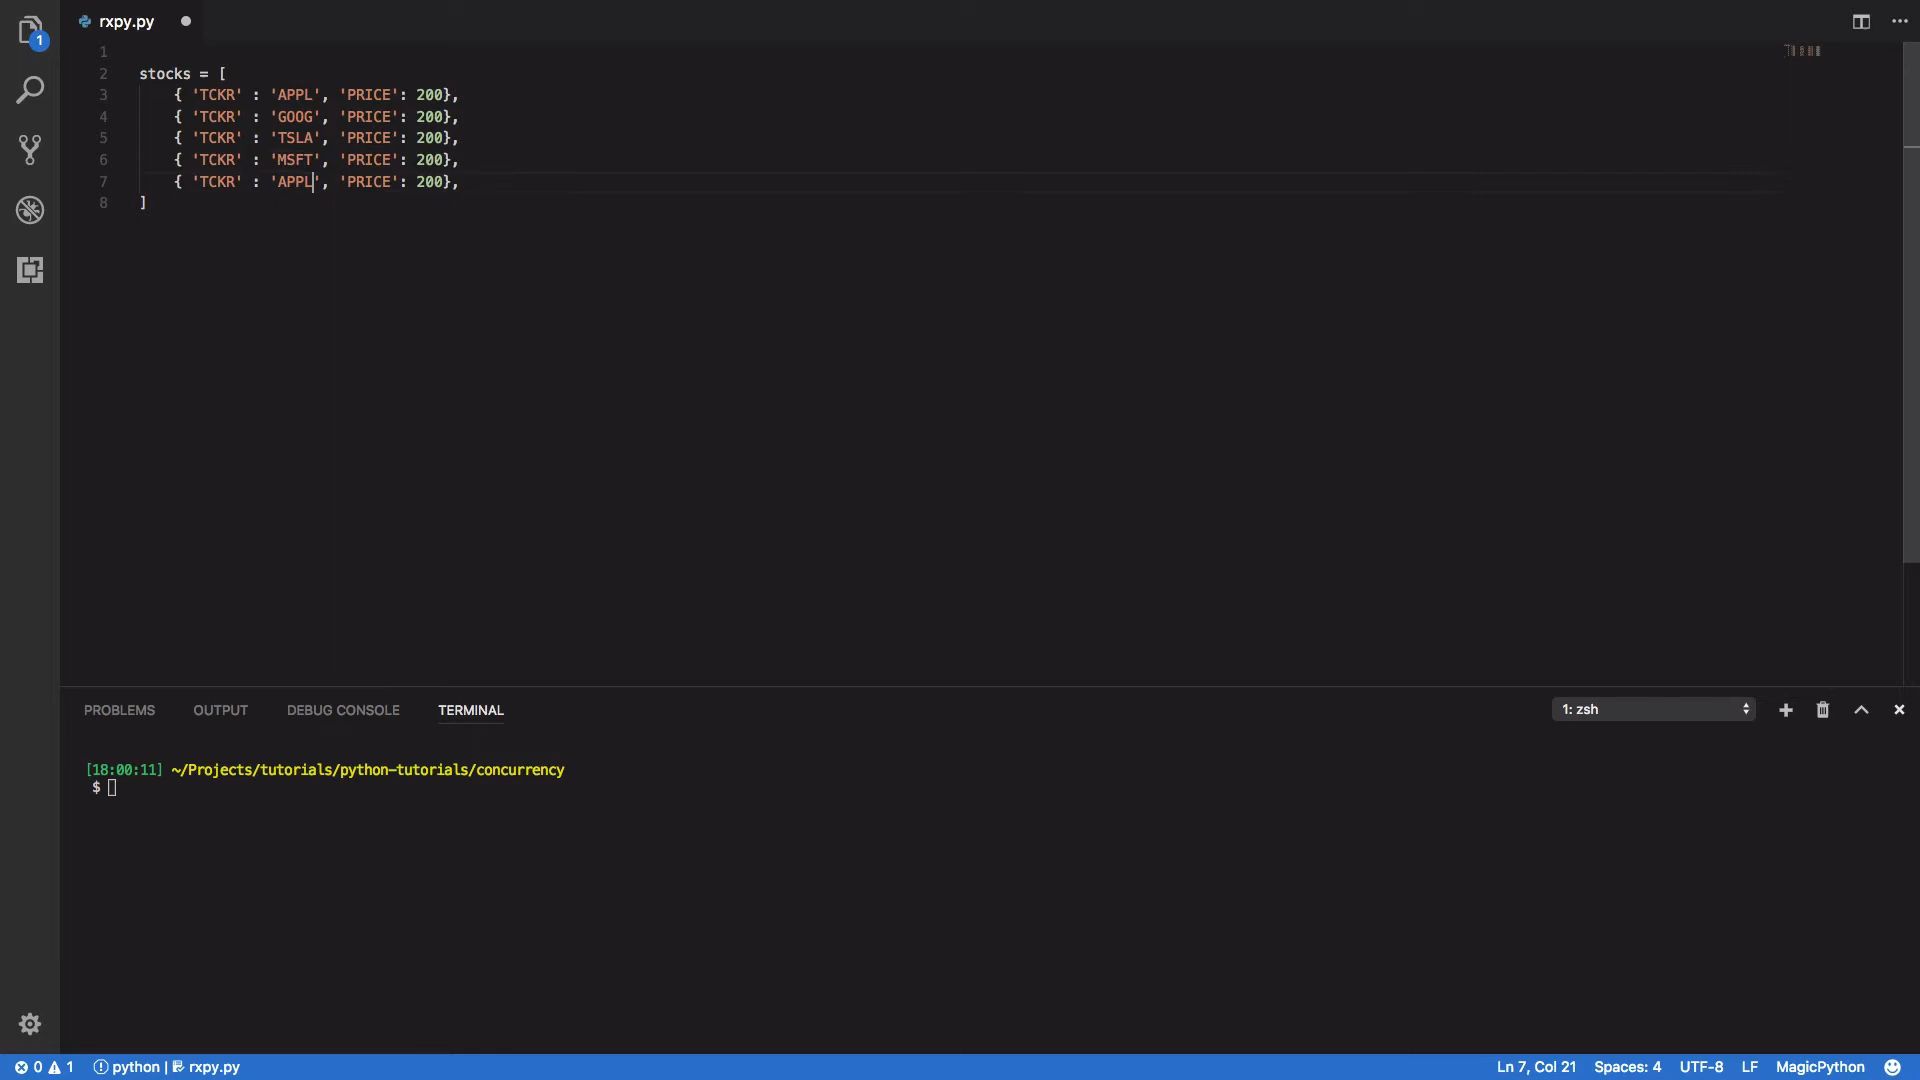 rxpy.py
1
1
2 stocks = [
3 { 'TCKR' : 'APPL', 'PRICE': 200},
4 { 'TCKR' : 'GOOG', 'PRICE': 200},
5 { 'TCKR' : 'TSLA', 'PRICE': 200},
6 { 'TCKR' : 'MSFT', 'PRICE': 200},
7 { 'TCKR' : 'APPL', 'PRICE': 200},
8 ]
PROBLEMS OUTPUT DEBUG CONSOLE TERMINAL 1: zsh
[18:00:11] ~/Projects/tutorials/python-tutorials/concurrency
$
0 1 python | rxpy.py Ln 7, Col 21 Spaces: 4 UTF-8 LF MagicPython